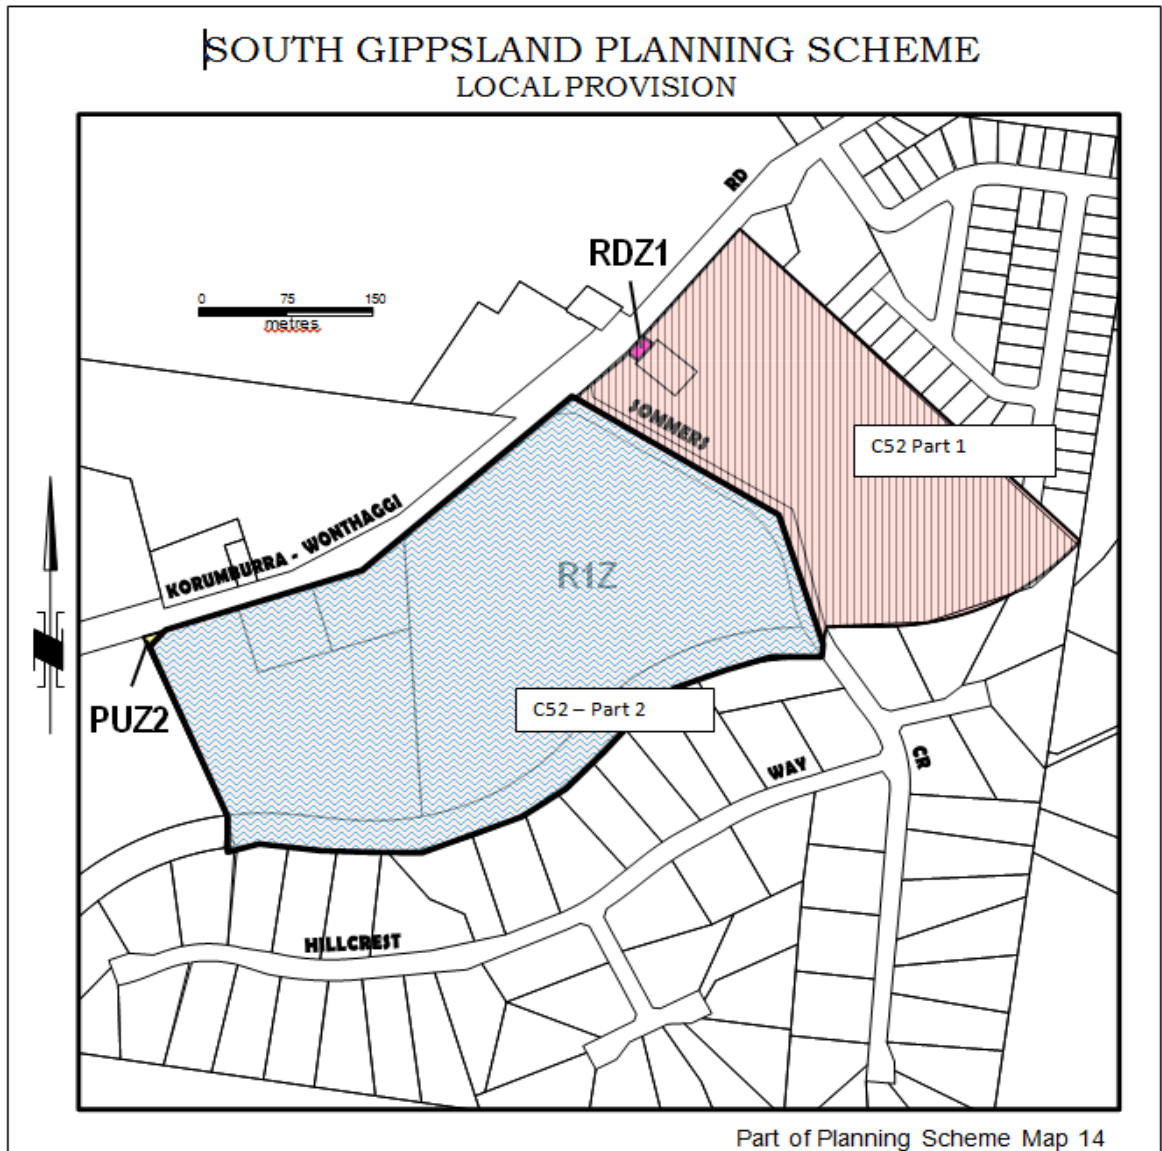 SOUTH GIPPSLAND PLANNING SCHEME
LOCAL PROVISION
RD
RDZ1
0 75 150
metres
SOMMERS
C52 Part 1
KORUMBURRA - WONTHAGGI
R1Z
PUZ2
C52 – Part 2
WAY
CR
HILLCREST
Part of Planning Scheme Map 14